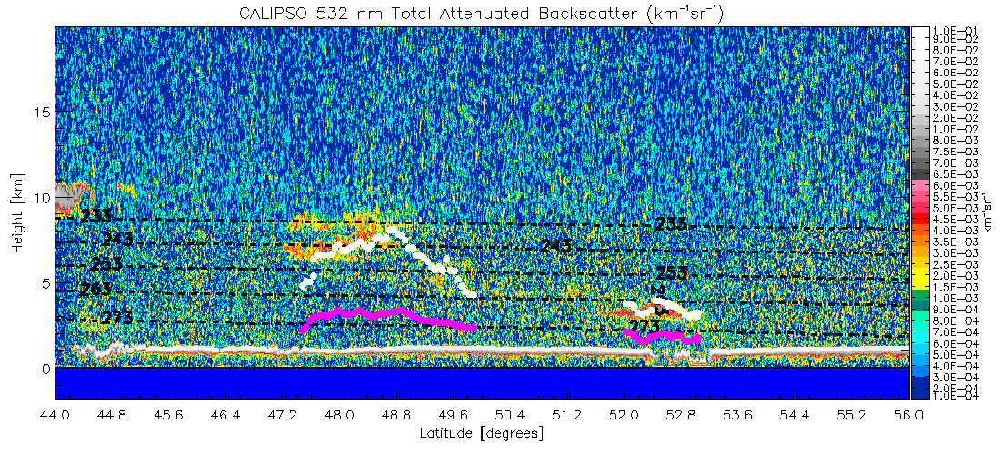 CALIPSO 532 nm Total Attenuated Backscatter (km⁻¹sr⁻¹)
15
10
5
0
Height [km]
233
243
253
263
273
233
243
253
273
44.0 44.8 45.6 46.4 47.2 48.0 48.8 49.6 50.4 51.2 52.0 52.8 53.6 54.4 55.2 56.0
Latitude [degrees]
1.0E-01
9.0E-02
8.0E-02
7.0E-02
6.0E-02
5.0E-02
4.0E-02
3.0E-02
2.0E-02
1.0E-02
8.0E-03
9.0E-03
7.0E-03
6.5E-03
6.0E-03
5.5E-03
5.0E-03
4.5E-03
4.0E-03
3.5E-03
3.0E-03
2.5E-03
2.0E-03
1.5E-03
1.0E-03
9.0E-04
8.0E-04
7.0E-04
6.0E-04
5.0E-04
4.0E-04
3.0E-04
2.0E-04
1.0E-04
km⁻¹sr⁻¹